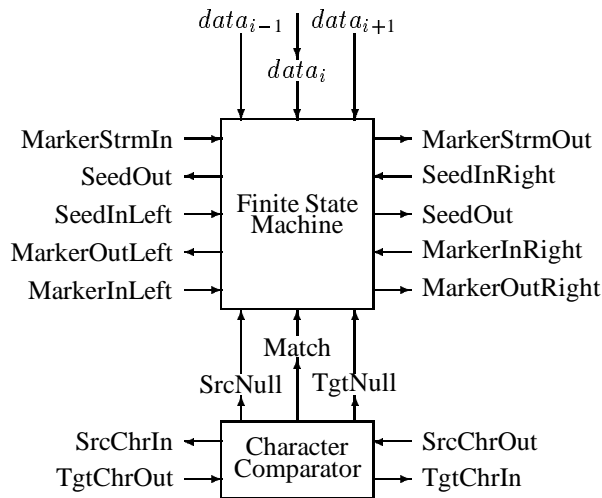 data_{i-1} data_{i+1}
data_i
MarkerStrmIn MarkerStrmOut
SeedOut SeedInRight
Finite State
Machine
SeedInLeft SeedOut
MarkerOutLeft MarkerInRight
MarkerInLeft MarkerOutRight
Match
SrcNull TgtNull
SrcChrIn SrcChrOut
Character
Comparator
TgtChrOut TgtChrIn